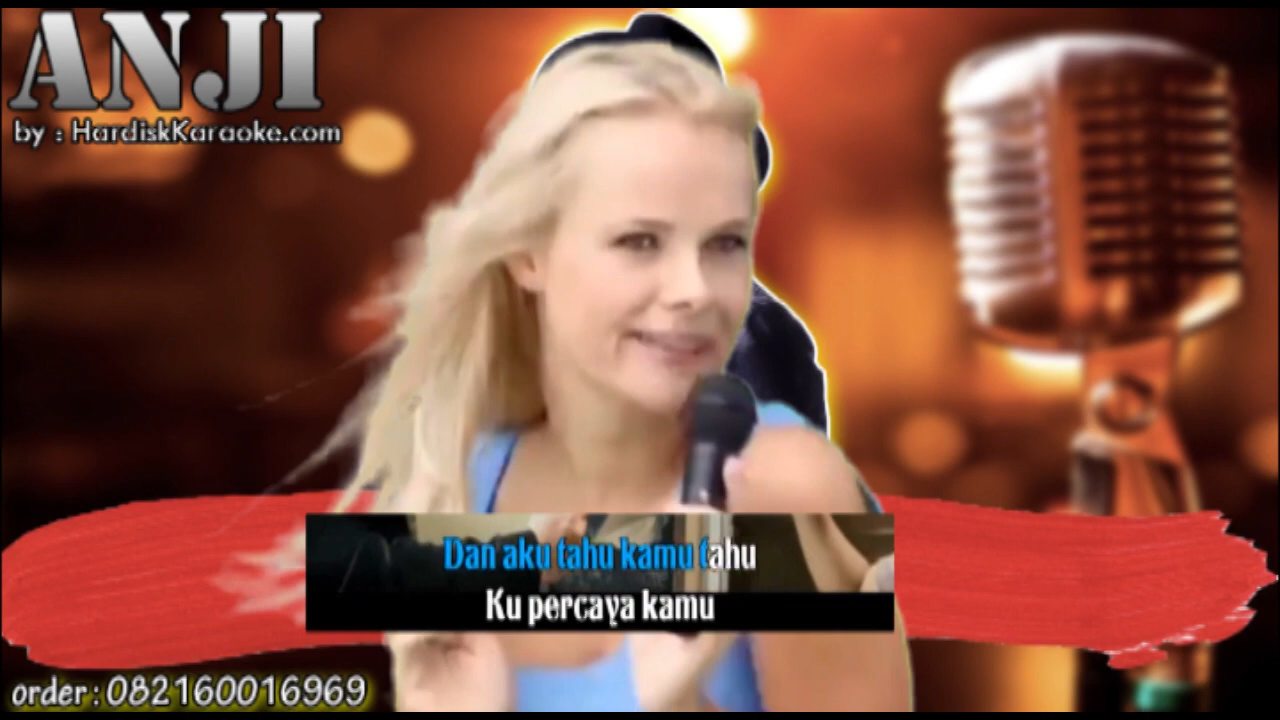 ANJI
by : HardiskKaraoke.com
Dan aku tahu kamu tahu
Ku percaya kamu
order : 082160016969